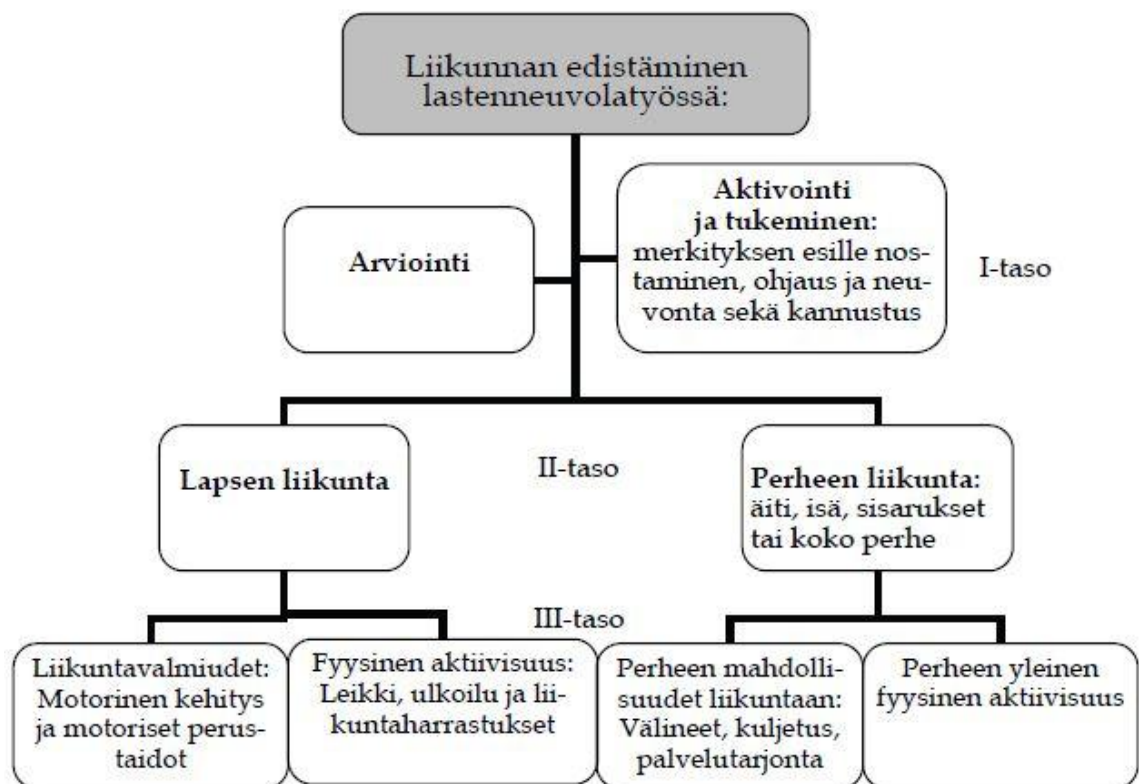 Liikunnan edistäminen
lastenneuvolatyössä:
Arviointi
Aktivointi
ja tukeminen:
merkityksen esille nos-
taminen, ohjaus ja neu-
vonta sekä kannustus
I-taso
Lapsen liikunta
II-taso
Perheen liikunta:
äiti, isä, sisarukset
tai koko perhe
III-taso
Liikuntavalmiudet:
Motorinen kehitys
ja motoriset perus-
taidot
Fyysinen aktiivisuus:
Leikki, ulkoilu ja lii-
kuntaharrastukset
Perheen mahdolli-
suudet liikuntaan:
Välineet, kuljetus,
palvelutarjonta
Perheen yleinen
fyysinen aktiivisuus